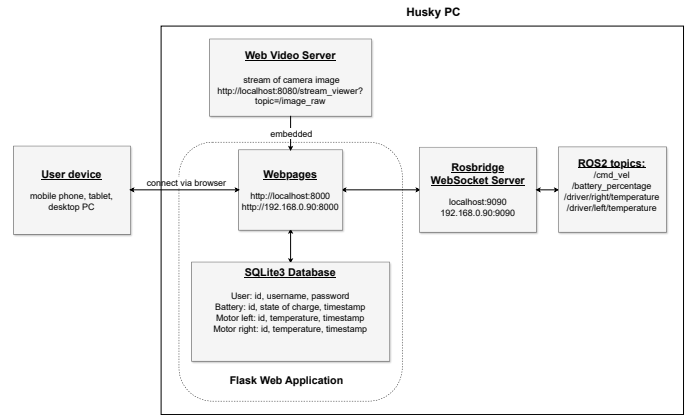 Husky PC
Web Video Server
stream of camera image
http://localhost:8080/stream_viewer?
topic=/image_raw
embedded
User device
mobile phone, tablet,
desktop PC
connect via browser
Webpages
http://localhost:8000
http://192.168.0.90:8000
Rosbridge
WebSocket Server
localhost:9090
192.168.0.90:9090
ROS2 topics:
/cmd_vel
/battery_percentage
/driver/right/temperature
/driver/left/temperature
SQLite3 Database
User: id, username, password
Battery: id, state of charge, timestamp
Motor left: id, temperature, timestamp
Motor right: id, temperature, timestamp
Flask Web Application